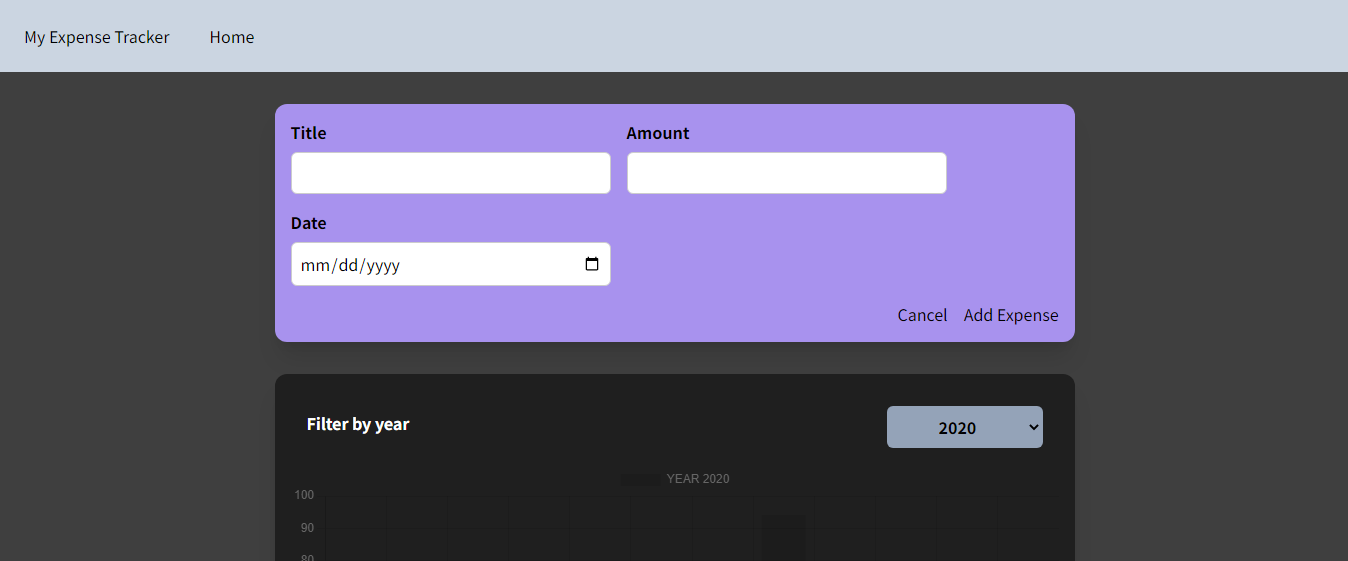 My Expense Tracker Home
Title Amount
Date
mm/dd/yyyy
Cancel Add Expense
Filter by year 2020
YEAR 2020
100
90
80